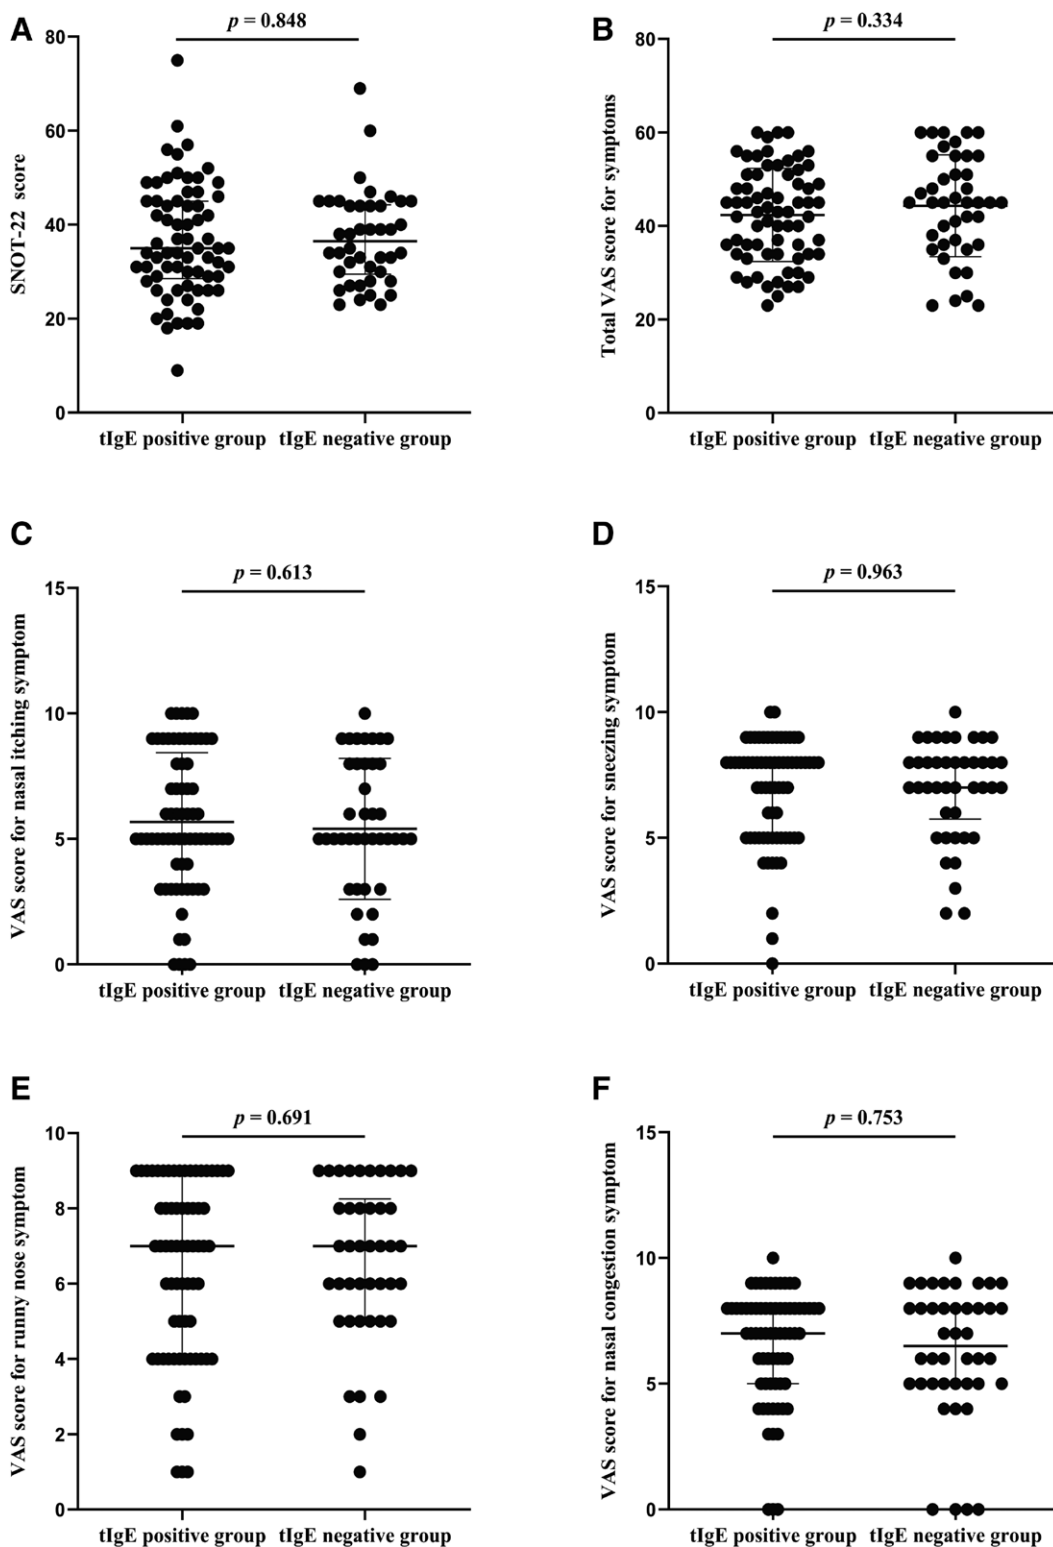 A
p = 0.848
SNOT-22 score
80
60
40
20
0
tIgE positive group tIgE negative group
B
p = 0.334
Total VAS score for symptoms
80
60
40
20
0
tIgE positive group tIgE negative group
C
p = 0.613
VAS score for nasal itching symptom
15
10
5
0
tIgE positive group tIgE negative group
D
p = 0.963
VAS score for sneezing symptom
15
10
5
0
tIgE positive group tIgE negative group
E
p = 0.691
VAS score for runny nose symptom
10
8
6
4
2
0
tIgE positive group tIgE negative group
F
p = 0.753
VAS score for nasal congestion symptom
15
10
5
0
tIgE positive group tIgE negative group